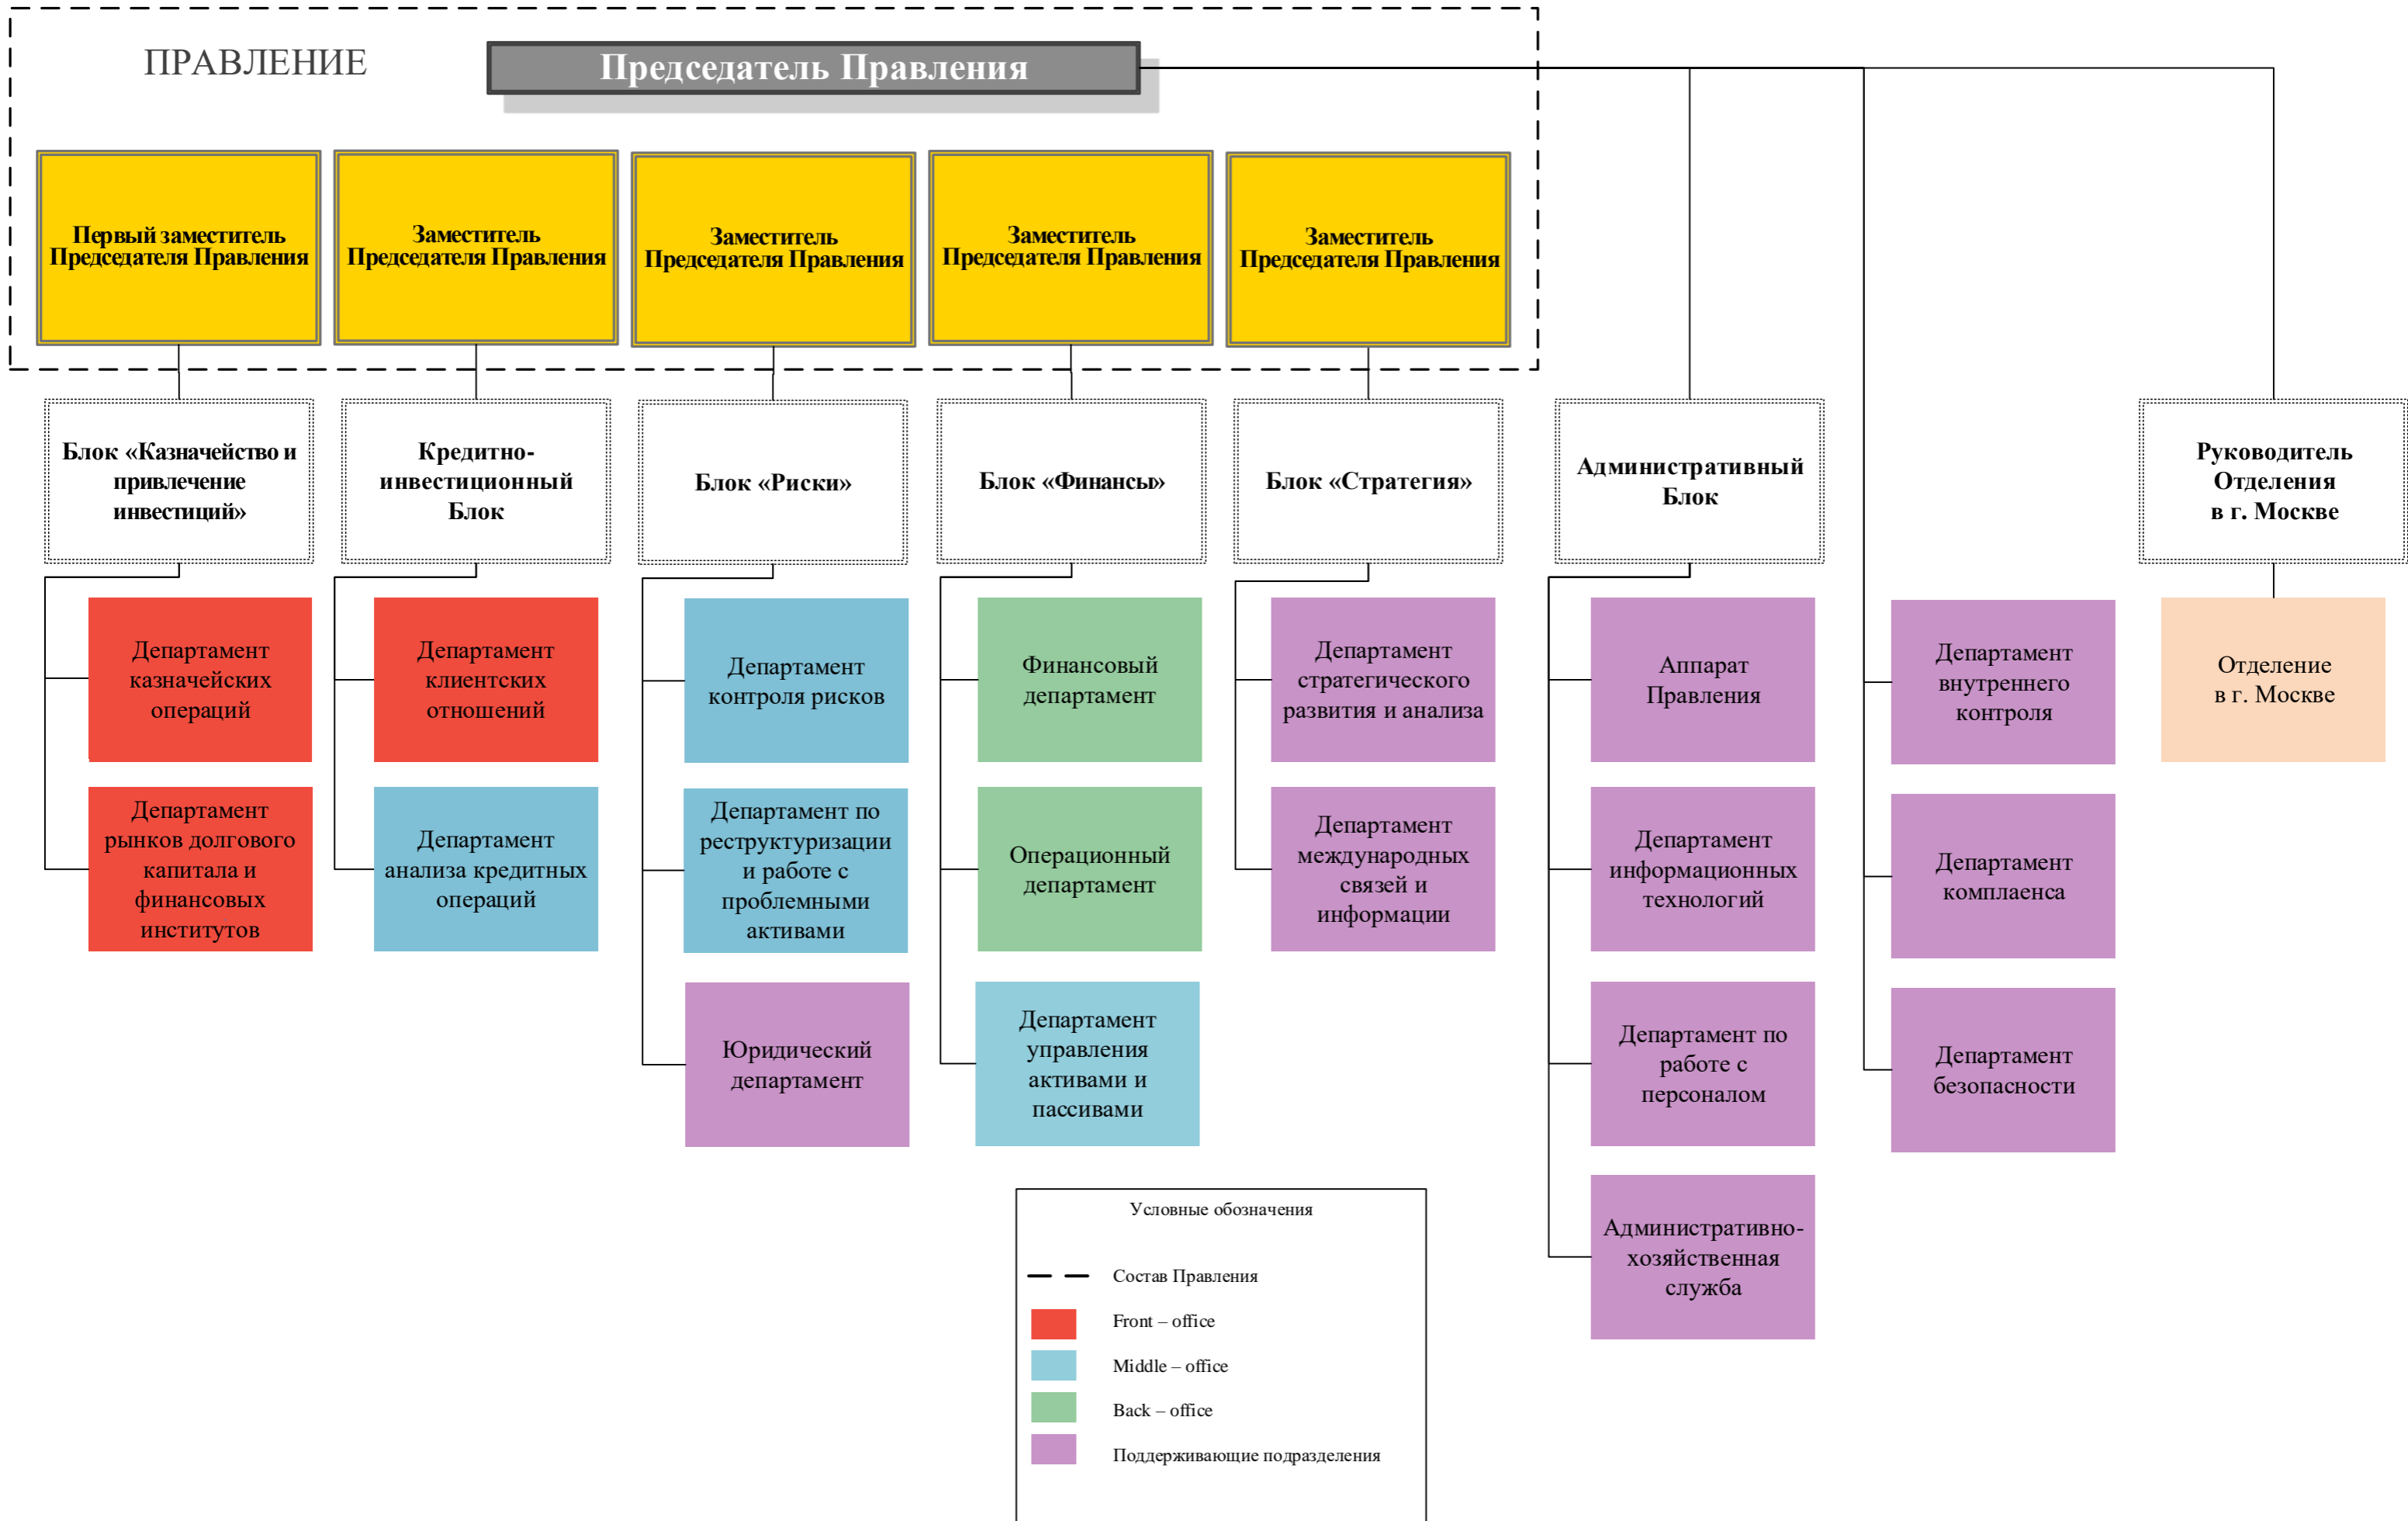 ПРАВЛЕНИЕ
Председатель Правления
Первый заместитель
Председателя Правления
Заместитель
Председателя Правления
Заместитель
Председателя Правления
Заместитель
Председателя Правления
Заместитель
Председателя Правления
Блок «Казначейство и
привлечение
инвестиций»
Кредитно-
инвестиционный
Блок
Блок «Риски»
Блок «Финансы»
Блок «Стратегия»
Административный
Блок
Руководитель
Отделения
в г. Москве
Департамент
казначейских
операций
Департамент
клиентских
отношений
Департамент
контроля рисков
Финансовый
департамент
Департамент
стратегического
развития и анализа
Аппарат
Правления
Департамент
внутреннего
контроля
Отделение
в г. Москве
Департамент
рынков долгового
капитала и
финансовых
институтов
Департамент
анализа кредитных
операций
Департамент по
реструктуризации
и работе с
проблемными
активами
Операционный
департамент
Департамент
международных
связей и
информации
Департамент
информационных
технологий
Департамент
комплаенса
Юридический
департамент
Департамент
управления
активами и
пассивами
Департамент по
работе с
персоналом
Департамент
безопасности
Административно-
хозяйственная
служба
Условные обозначения
Состав Правления
Front – office
Middle – office
Back – office
Поддерживающие подразделения